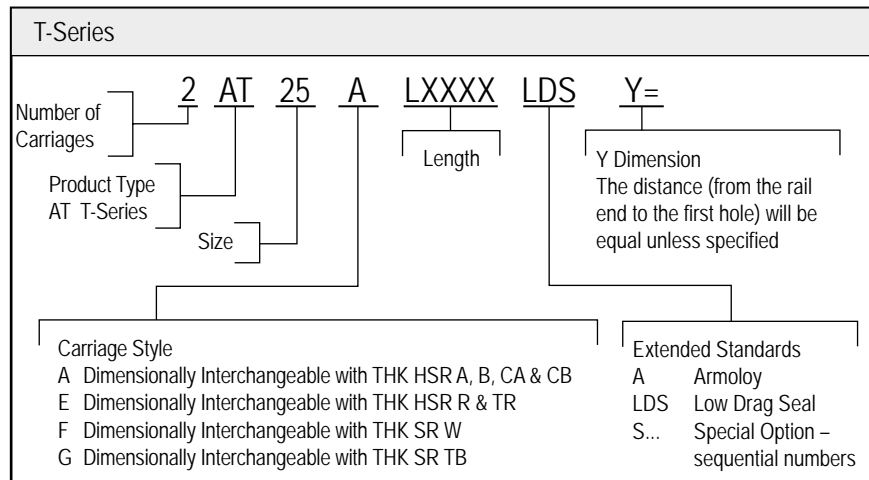 T-Series
2 AT 25 A LXXXX LDS Y=
Number of
Carriages
Product Type
AT T-Series
Size
Length
Y Dimension
The distance (from the rail
end to the first hole) will be
equal unless specified
Carriage Style
A Dimensionally Interchangeable with THK HSR A, B, CA & CB
E Dimensionally Interchangeable with THK HSR R & TR
F Dimensionally Interchangeable with THK SR W
G Dimensionally Interchangeable with THK SR TB
Extended Standards
A Armoloy
LDS Low Drag Seal
S... Special Option –
sequential numbers